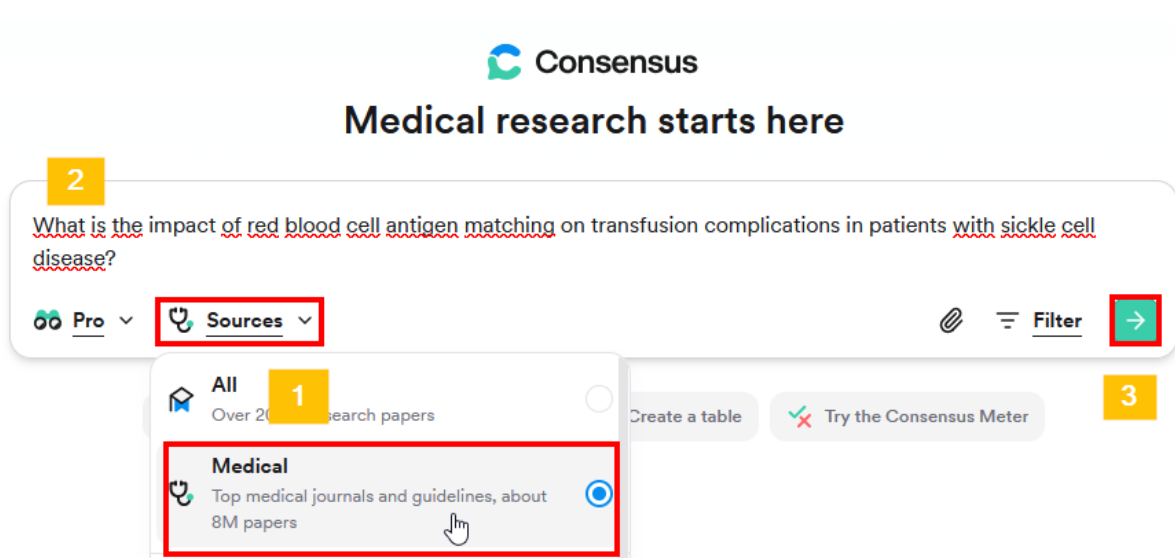 Consensus
Medical research starts here
2
What is the impact of red blood cell antigen matching on transfusion complications in patients with sickle cell
disease?
Pro
Sources
Filter
All
1
3
Over 20 search papers
Create a table
Try the Consensus Meter
Medical
Top medical journals and guidelines, about
8M papers